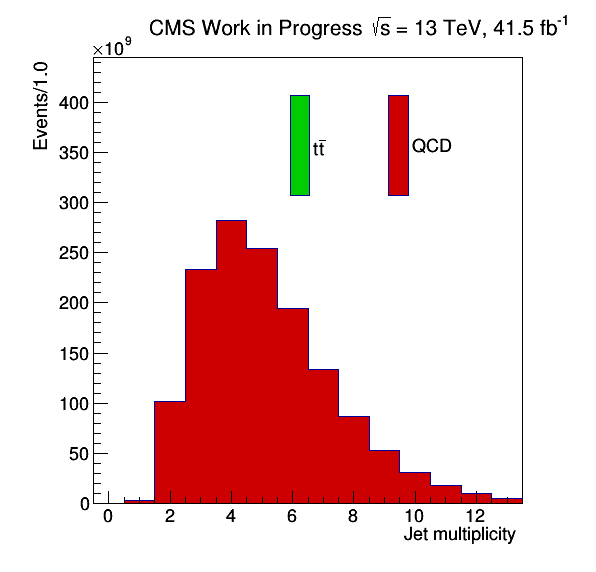 CMS Work in Progress √s = 13 TeV, 41.5 fb⁻¹
×10⁹
Events/1.0
400
350
300
250
200
150
100
50
0
tt̅
QCD
0 2 4 6 8 10 12
Jet multiplicity